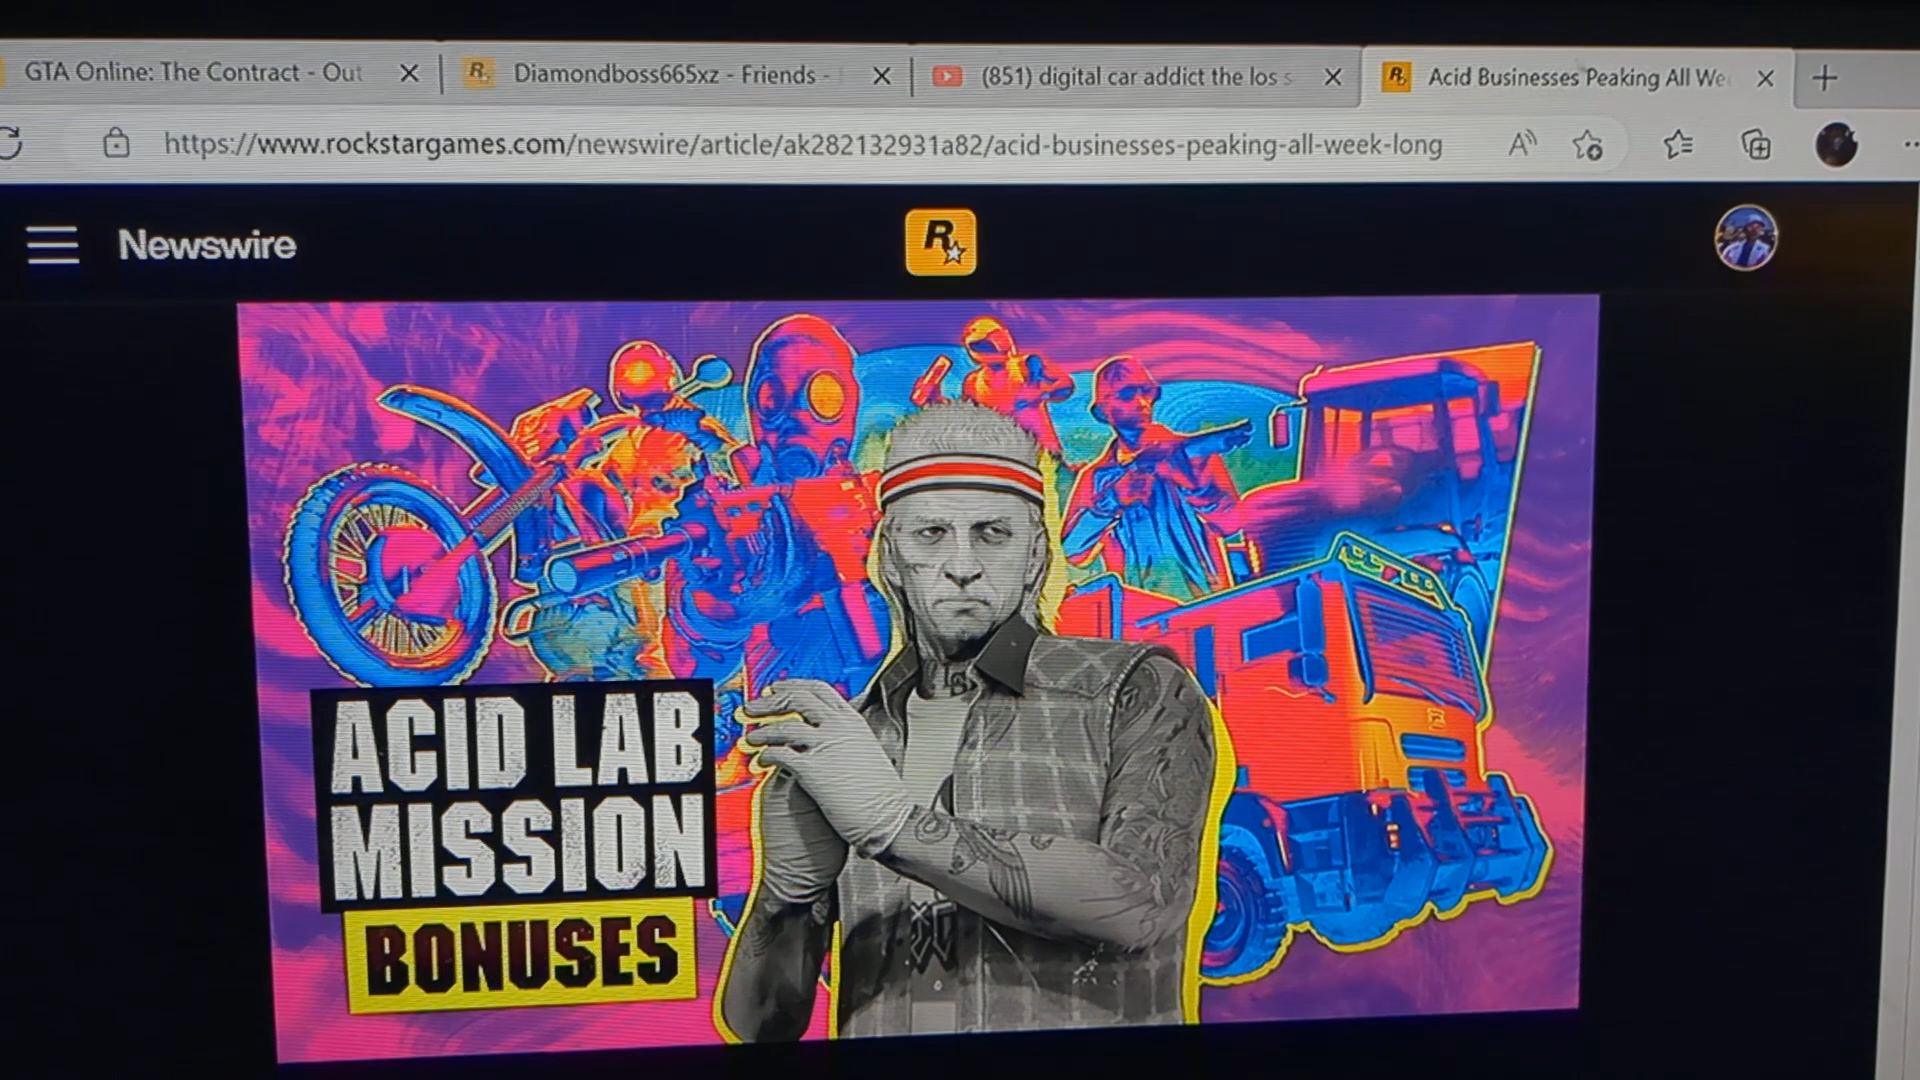 GTA Online: The Contract - Out
Diamondboss665xz - Friends -
(851) digital car addict the los s
Acid Businesses Peaking All We
https://www.rockstargames.com/newswire/article/ak282132931a82/acid-businesses-peaking-all-week-long
Newswire
R
ACID LAB
MISSION
BONUSES